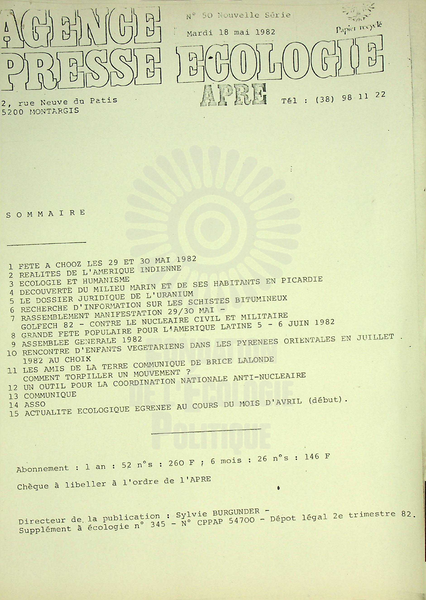 AGENCE
N° 50 Nouvelle Série
Mardi 18 mai 1982
Papier recyclé
PRESSE ECOLOGIE
APRE
2, rue Neuve du Patis
5200 MONTARGIS
Tél : (38) 98 11 22
SOMMAIRE
1 FETE A CHOOZ LES 29 ET 30 MAI 1982
2 REALITES DE L'AMERIQUE INDIENNE
3 ECOLOGIE ET HUMANISME
4 DECOUVERTE DU MILIEU MARIN ET DE SES HABITANTS EN PICARDIE
5 LE DOSSIER JURIDIQUE DE L'URANIUM
6 RECHERCHE D'INFORMATION SUR LES SCHISTES BITUMINEUX
7 RASSEMBLEMENT MANIFESTATION 29/30 MAI -
GOLFECH 82 - CONTRE LE NUCLEAIRE CIVIL ET MILITAIRE
8 GRANDE FETE POPULAIRE POUR L'AMERIQUE LATINE 5 - 6 JUIN 1982
9 ASSEMBLEE GENERALE 1982
10 RENCONTRE D'ENFANTS VEGETARIENS DANS LES PYRENEES ORIENTALES EN JUILLET
1982 AU CHOIX
11 LES AMIS DE LA TERRE COMMUNIQUE DE BRICE LALONDE
COMMENT TORPILLER UN MOUVEMENT ?
12 UN OUTIL POUR LA COORDINATION NATIONALE ANTI-NUCLEAIRE
13 COMMUNIQUE
14 ASSO
15 ACTUALITE ECOLOGIQUE EGRENEE AU COURS DU MOIS D'AVRIL (début).
DE L'ECOLOGIE
POLITIQUE
Abonnement : 1 an : 52 n°s : 260 F ; 6 mois : 26 n°s : 146 F
Chèque à libeller à l'ordre de l'APRE
Directeur de la publication : Sylvie BURGUNDER -
Supplément à écologie n° 345 - N° CPPAP 54700 - Dépot légal 2e trimestre 82.